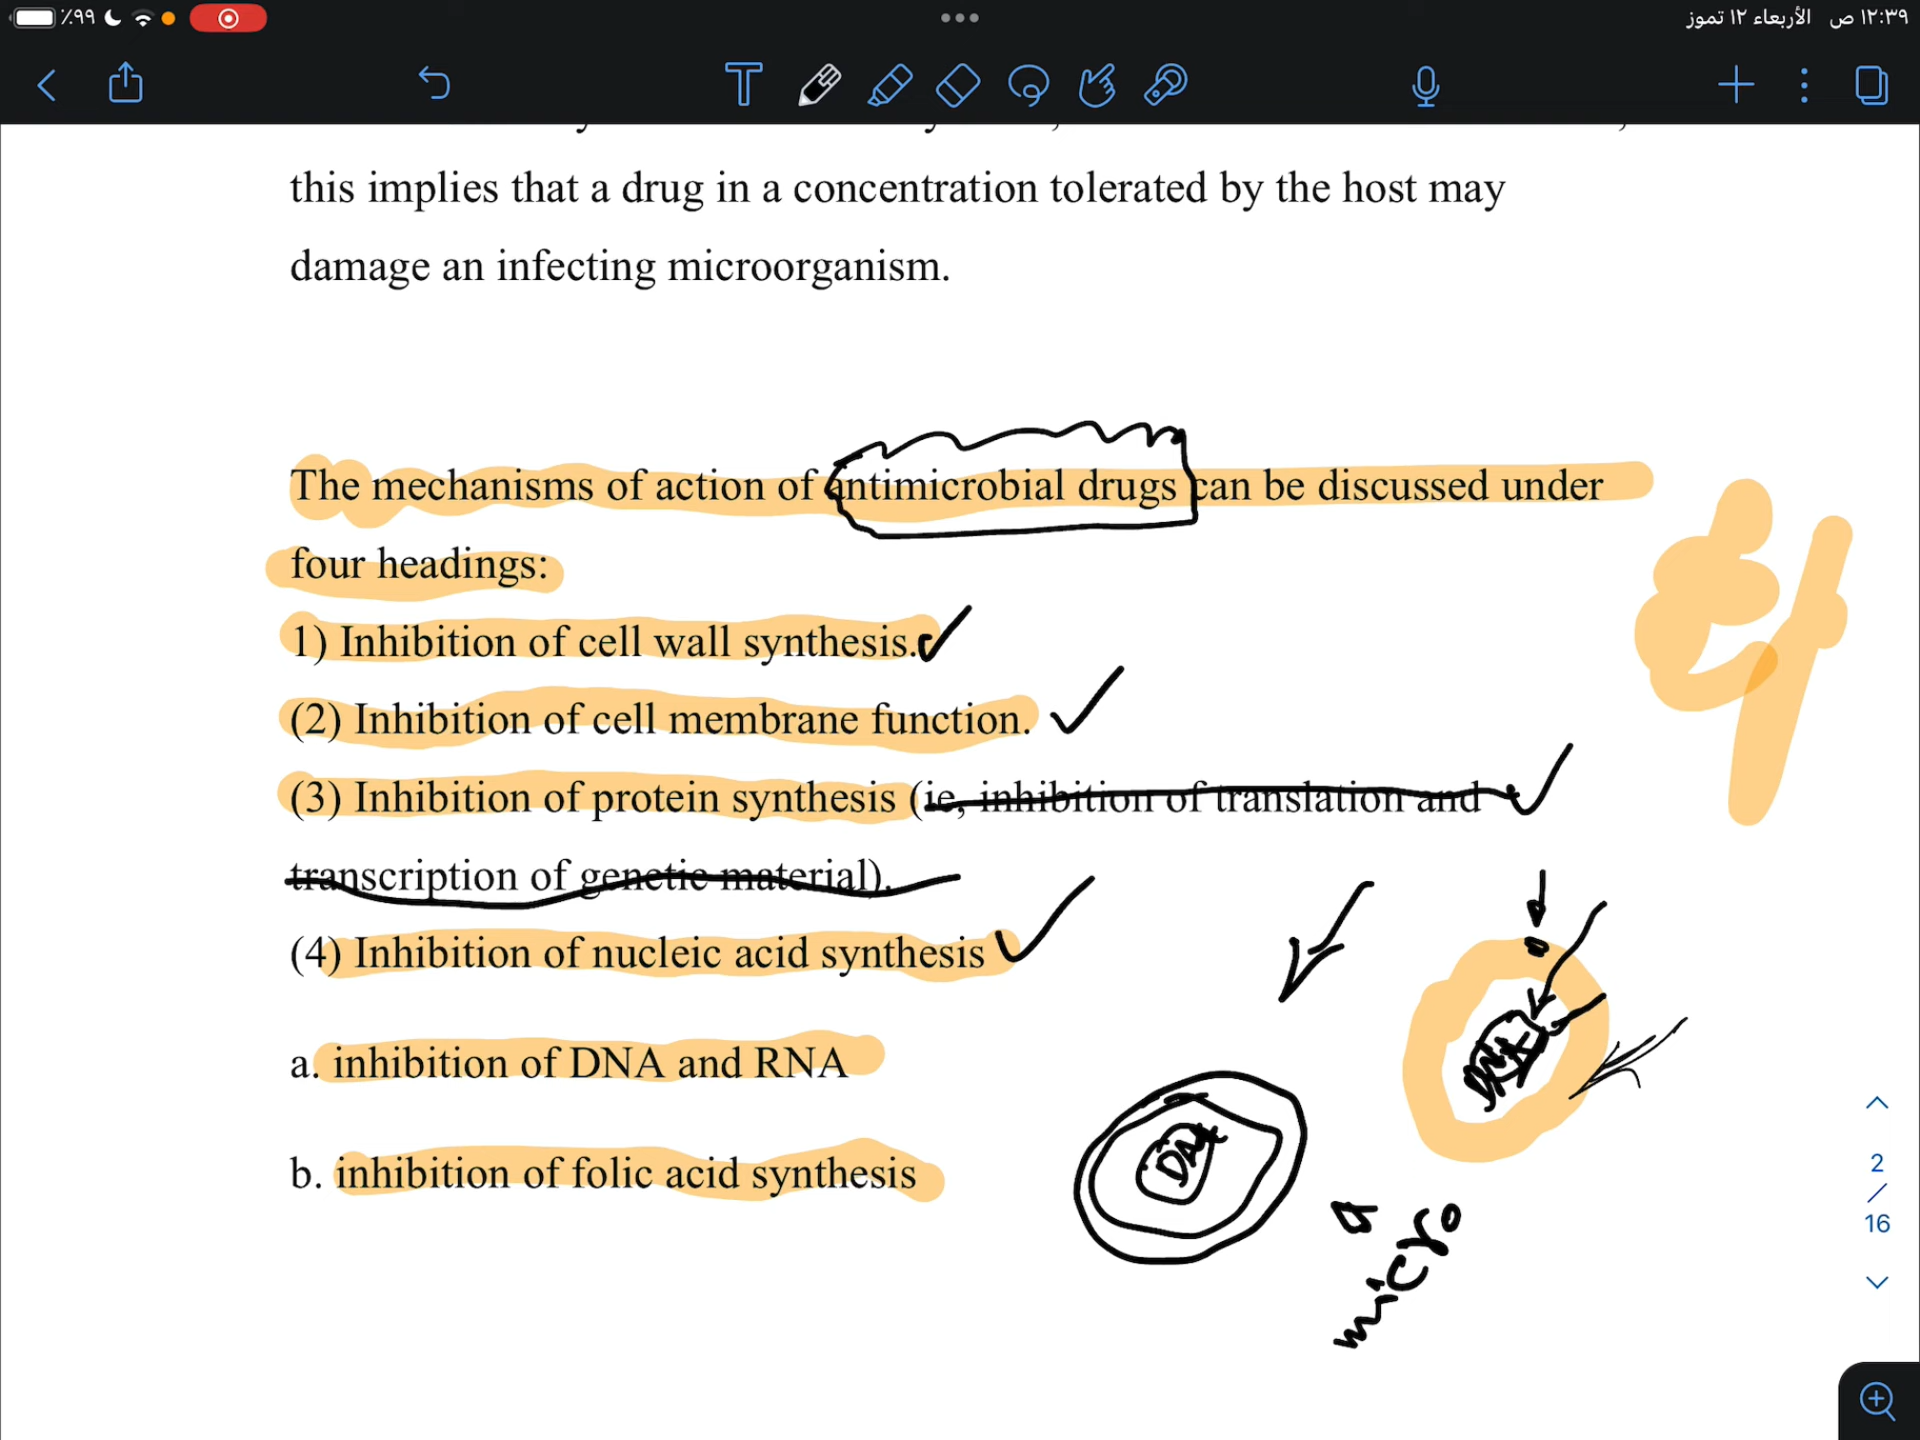 ٪٩٩
١٢:٣٩ ص الأربعاء ١٢ تموز
this implies that a drug in a concentration tolerated by the host may
damage an infecting microorganism.
The mechanisms of action of antimicrobial drugs can be discussed under
four headings:
1) Inhibition of cell wall synthesis.
(2) Inhibition of cell membrane function.
(3) Inhibition of protein synthesis (ie, inhibition of translation and
transcription of genetic material).
(4) Inhibition of nucleic acid synthesis
a. inhibition of DNA and RNA
b. inhibition of folic acid synthesis
DNA
DNA
micro
2
/
16